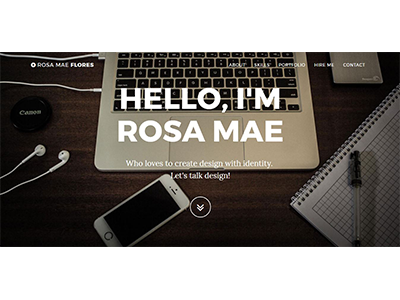 ROSA MAE FLORES
ABOUT SKILLS PORTFOLIO HIRE ME CONTACT
Canon
HELLO, I'M
ROSA MAE
Who loves to create design with identity.
Let's talk design!